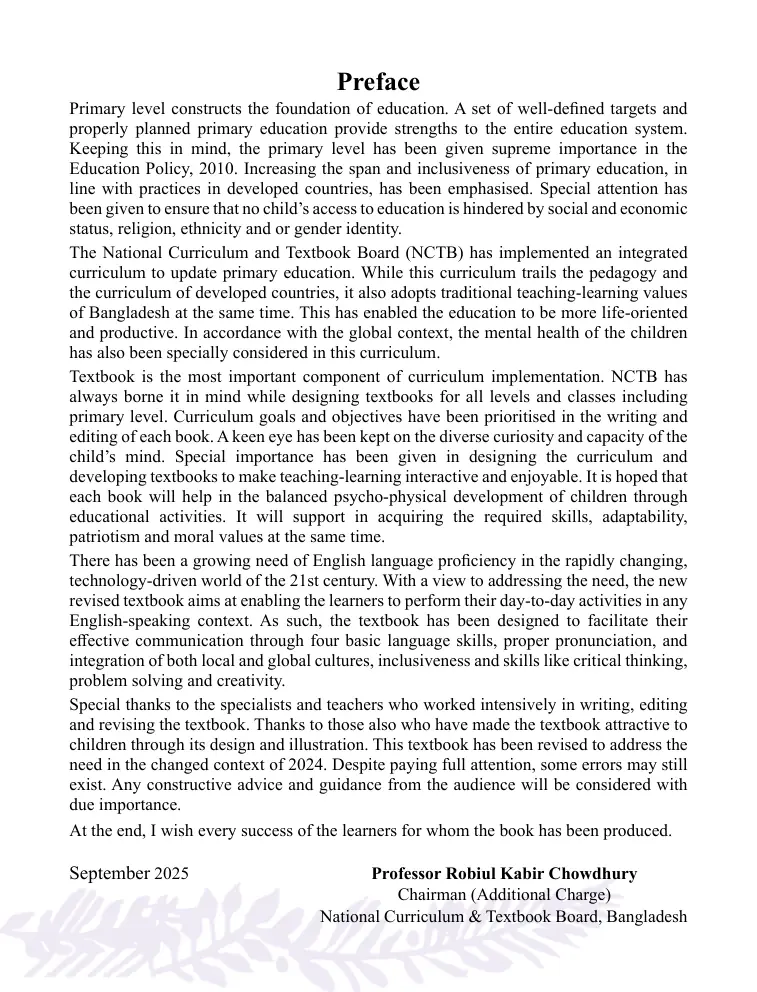 Preface
Primary level constructs the foundation of education. A set of well-defined targets and
properly planned primary education provide strengths to the entire education system.
Keeping this in mind, the primary level has been given supreme importance in the
Education Policy, 2010. Increasing the span and inclusiveness of primary education, in
line with practices in developed countries, has been emphasised. Special attention has
been given to ensure that no child’s access to education is hindered by social and economic
status, religion, ethnicity and or gender identity.
The National Curriculum and Textbook Board (NCTB) has implemented an integrated
curriculum to update primary education. While this curriculum trails the pedagogy and
the curriculum of developed countries, it also adopts traditional teaching-learning values
of Bangladesh at the same time. This has enabled the education to be more life-oriented
and productive. In accordance with the global context, the mental health of the children
has also been specially considered in this curriculum.
Textbook is the most important component of curriculum implementation. NCTB has
always borne it in mind while designing textbooks for all levels and classes including
primary level. Curriculum goals and objectives have been prioritised in the writing and
editing of each book. A keen eye has been kept on the diverse curiosity and capacity of the
child’s mind. Special importance has been given in designing the curriculum and
developing textbooks to make teaching-learning interactive and enjoyable. It is hoped that
each book will help in the balanced psycho-physical development of children through
educational activities. It will support in acquiring the required skills, adaptability,
patriotism and moral values at the same time.
There has been a growing need of English language proficiency in the rapidly changing,
technology-driven world of the 21st century. With a view to addressing the need, the new
revised textbook aims at enabling the learners to perform their day-to-day activities in any
English-speaking context. As such, the textbook has been designed to facilitate their
effective communication through four basic language skills, proper pronunciation, and
integration of both local and global cultures, inclusiveness and skills like critical thinking,
problem solving and creativity.
Special thanks to the specialists and teachers who worked intensively in writing, editing
and revising the textbook. Thanks to those also who have made the textbook attractive to
children through its design and illustration. This textbook has been revised to address the
need in the changed context of 2024. Despite paying full attention, some errors may still
exist. Any constructive advice and guidance from the audience will be considered with
due importance.
At the end, I wish every success of the learners for whom the book has been produced.
September 2025
Professor Robiul Kabir Chowdhury
Chairman (Additional Charge)
National Curriculum & Textbook Board, Bangladesh